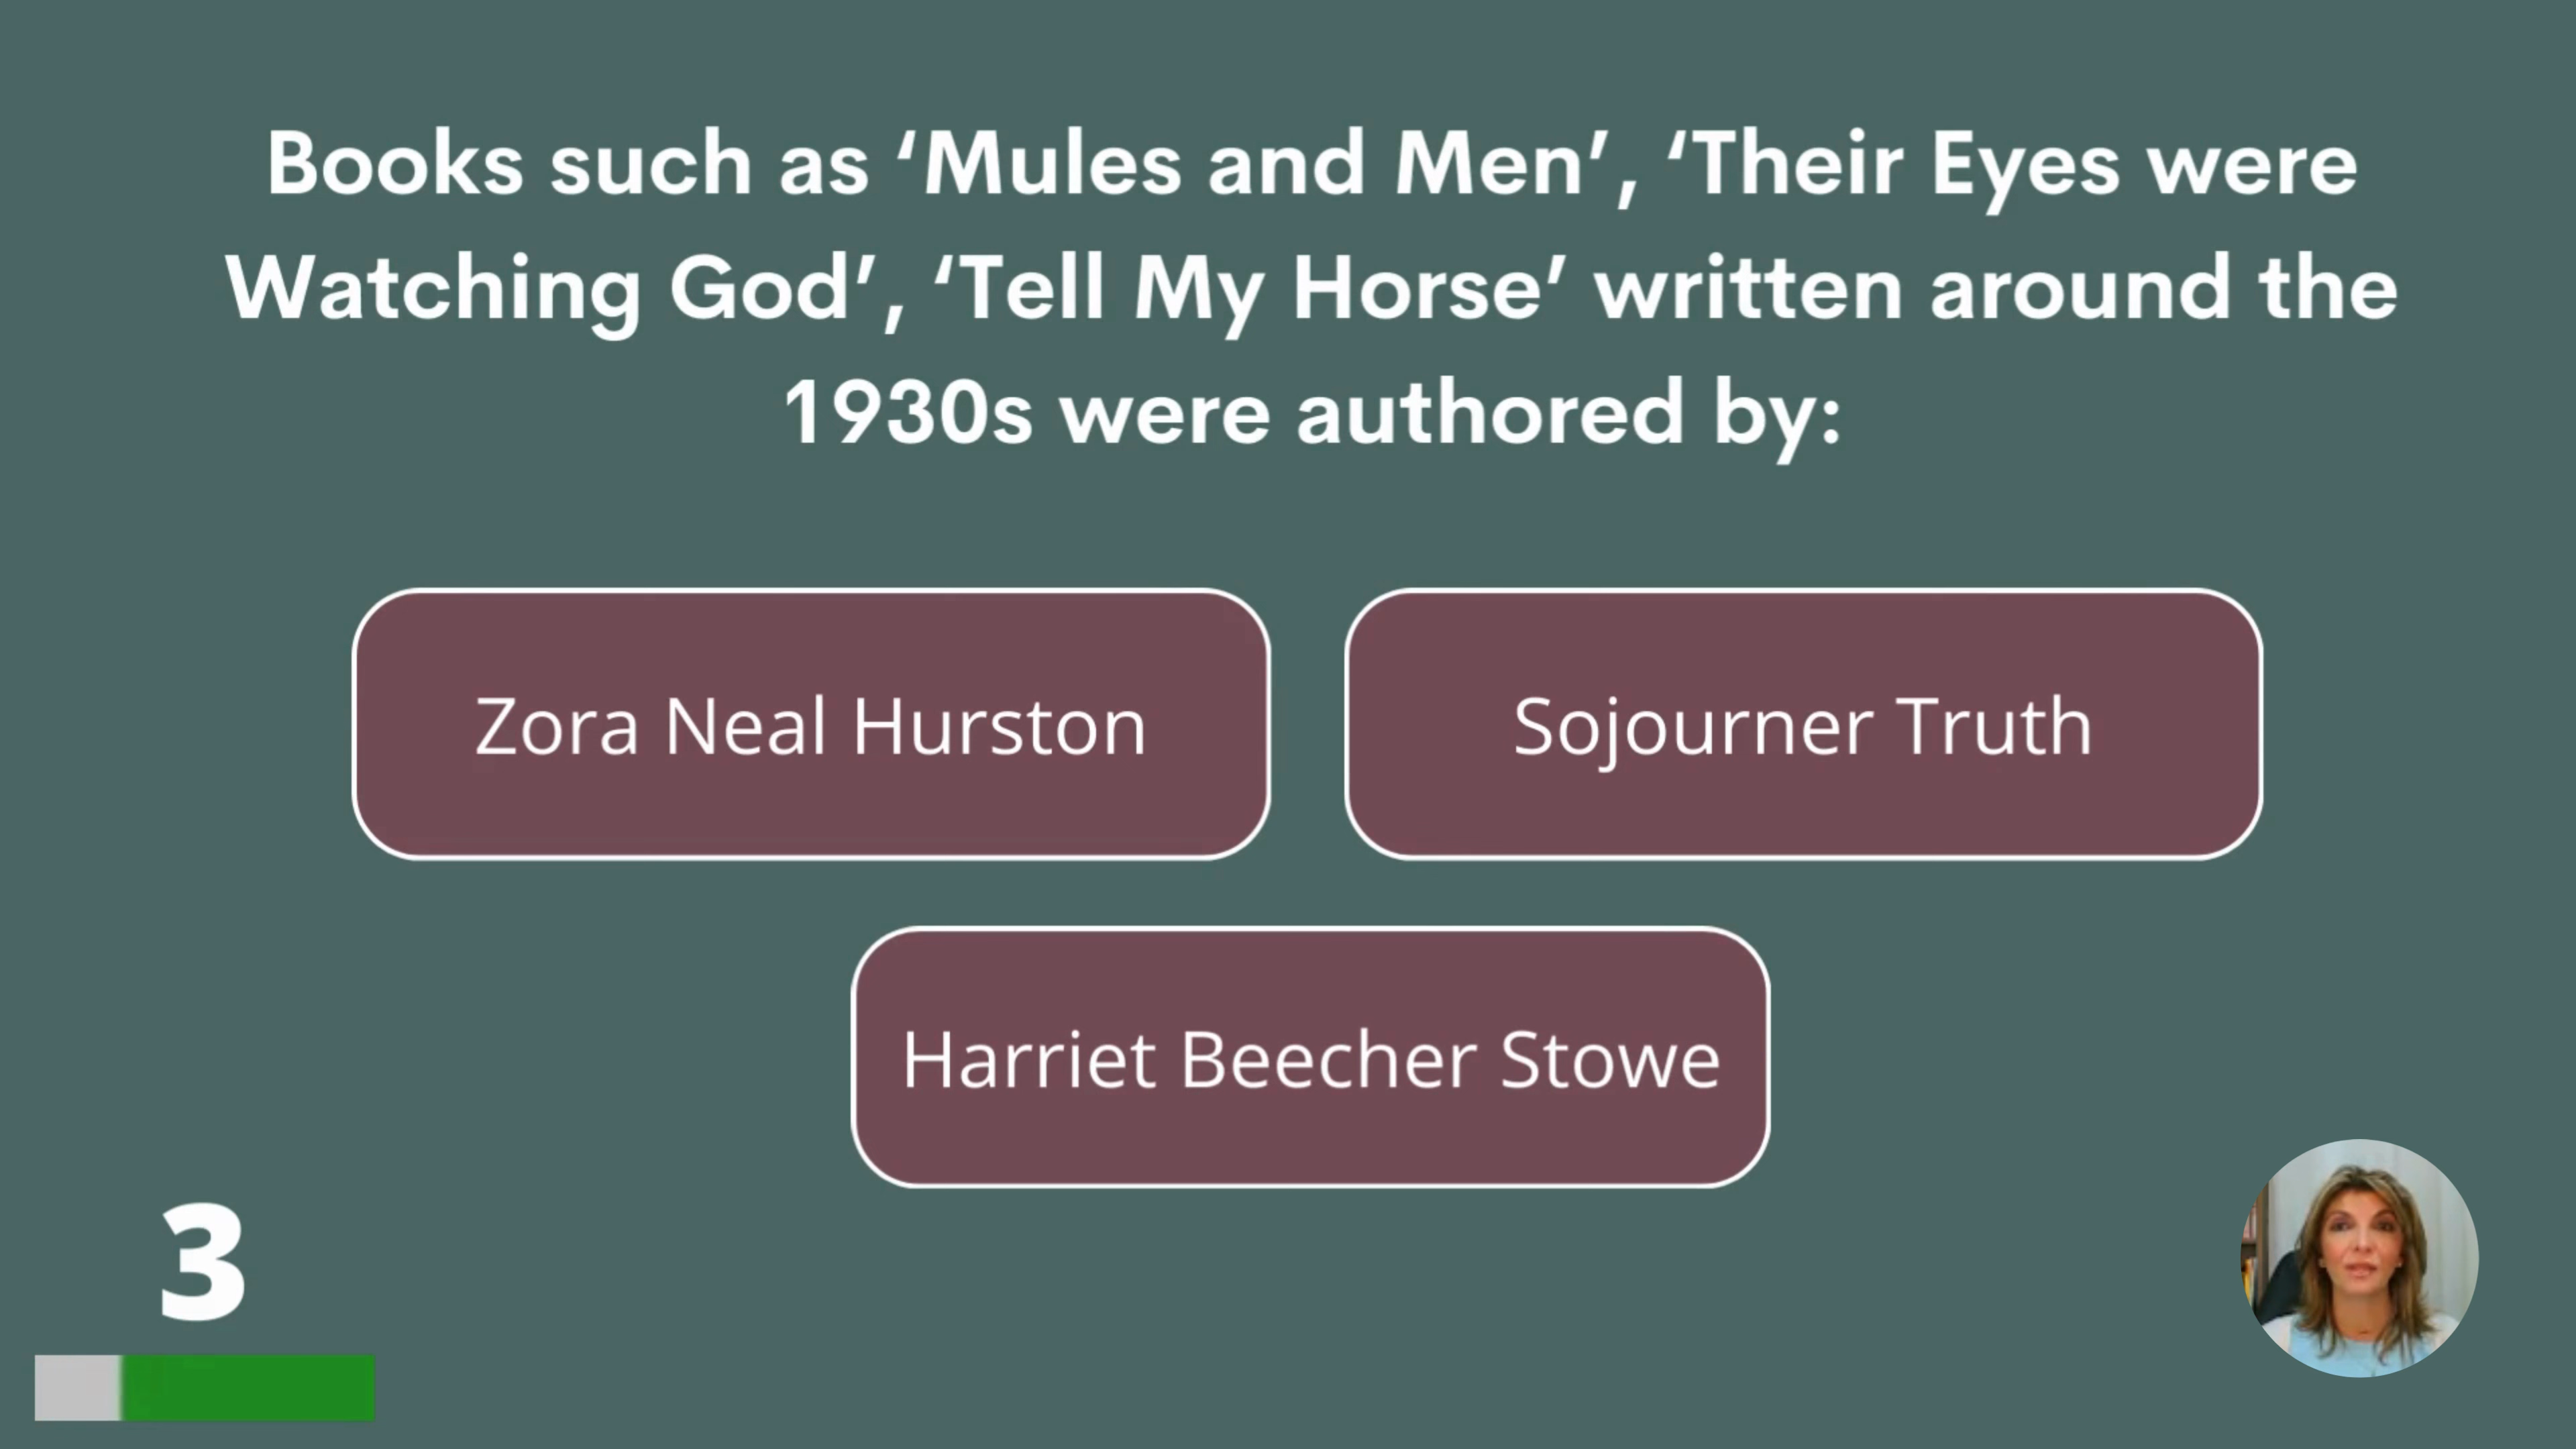 Books such as ‘Mules and Men’, ‘Their Eyes were
Watching God’, ‘Tell My Horse’ written around the
1930s were authored by:
Zora Neal Hurston
Sojourner Truth
Harriet Beecher Stowe
3